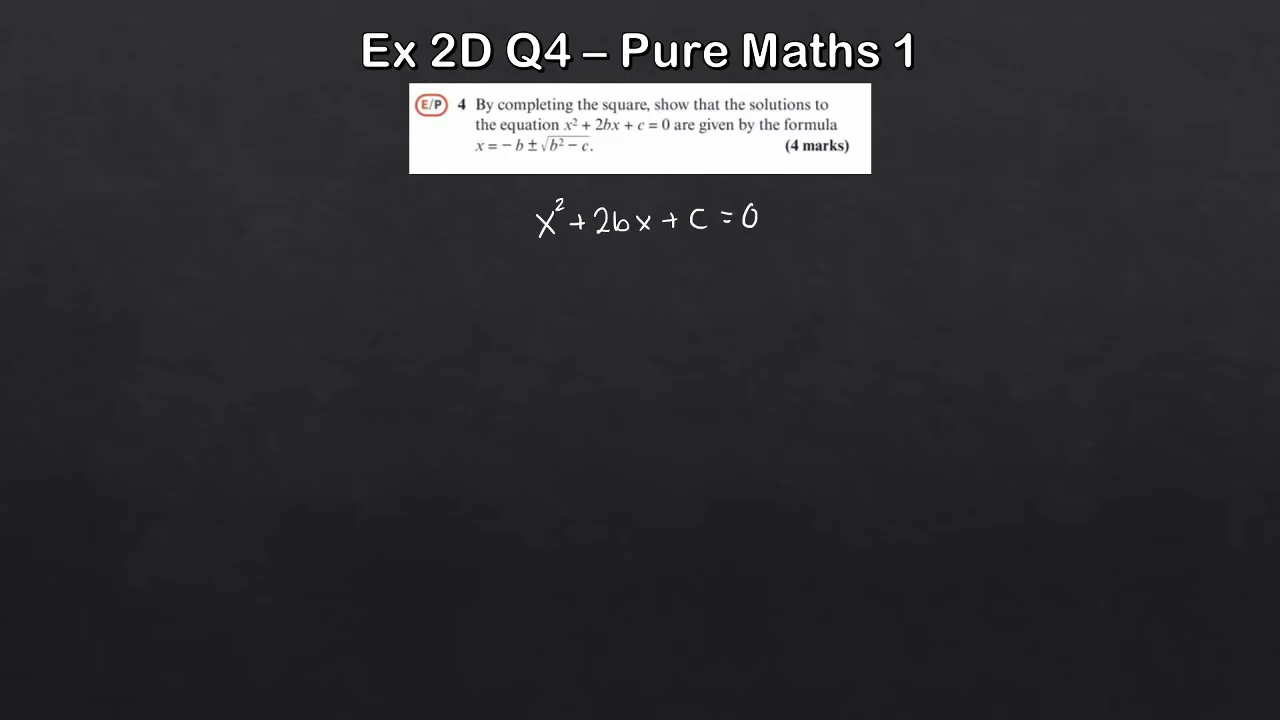 Ex 2D Q4 – Pure Maths 1
E/P 4 By completing the square, show that the solutions to
the equation x² + 2bx + c = 0 are given by the formula
x = − b ± √(b² − c). (4 marks)
x² + 2bx + c = 0